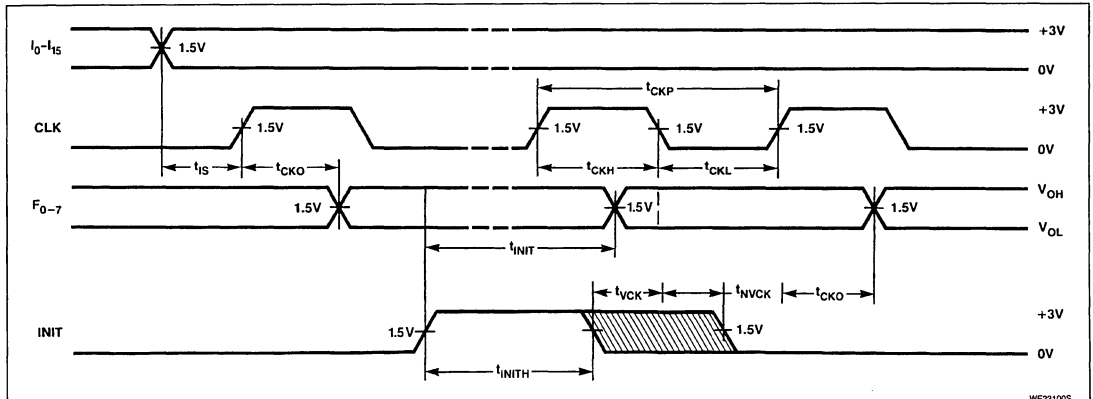 I0–I15
1.5V
+3V
0V
tCKP
CLK
1.5V
1.5V
1.5V
1.5V
+3V
0V
tIS
tCKO
tCKH
tCKL
F0–7
1.5V
1.5V
1.5V
VOH
VOL
tINIT
tVCK
tNVCK
tCKO
INIT
1.5V
1.5V
+3V
0V
tINITH
WF23100S